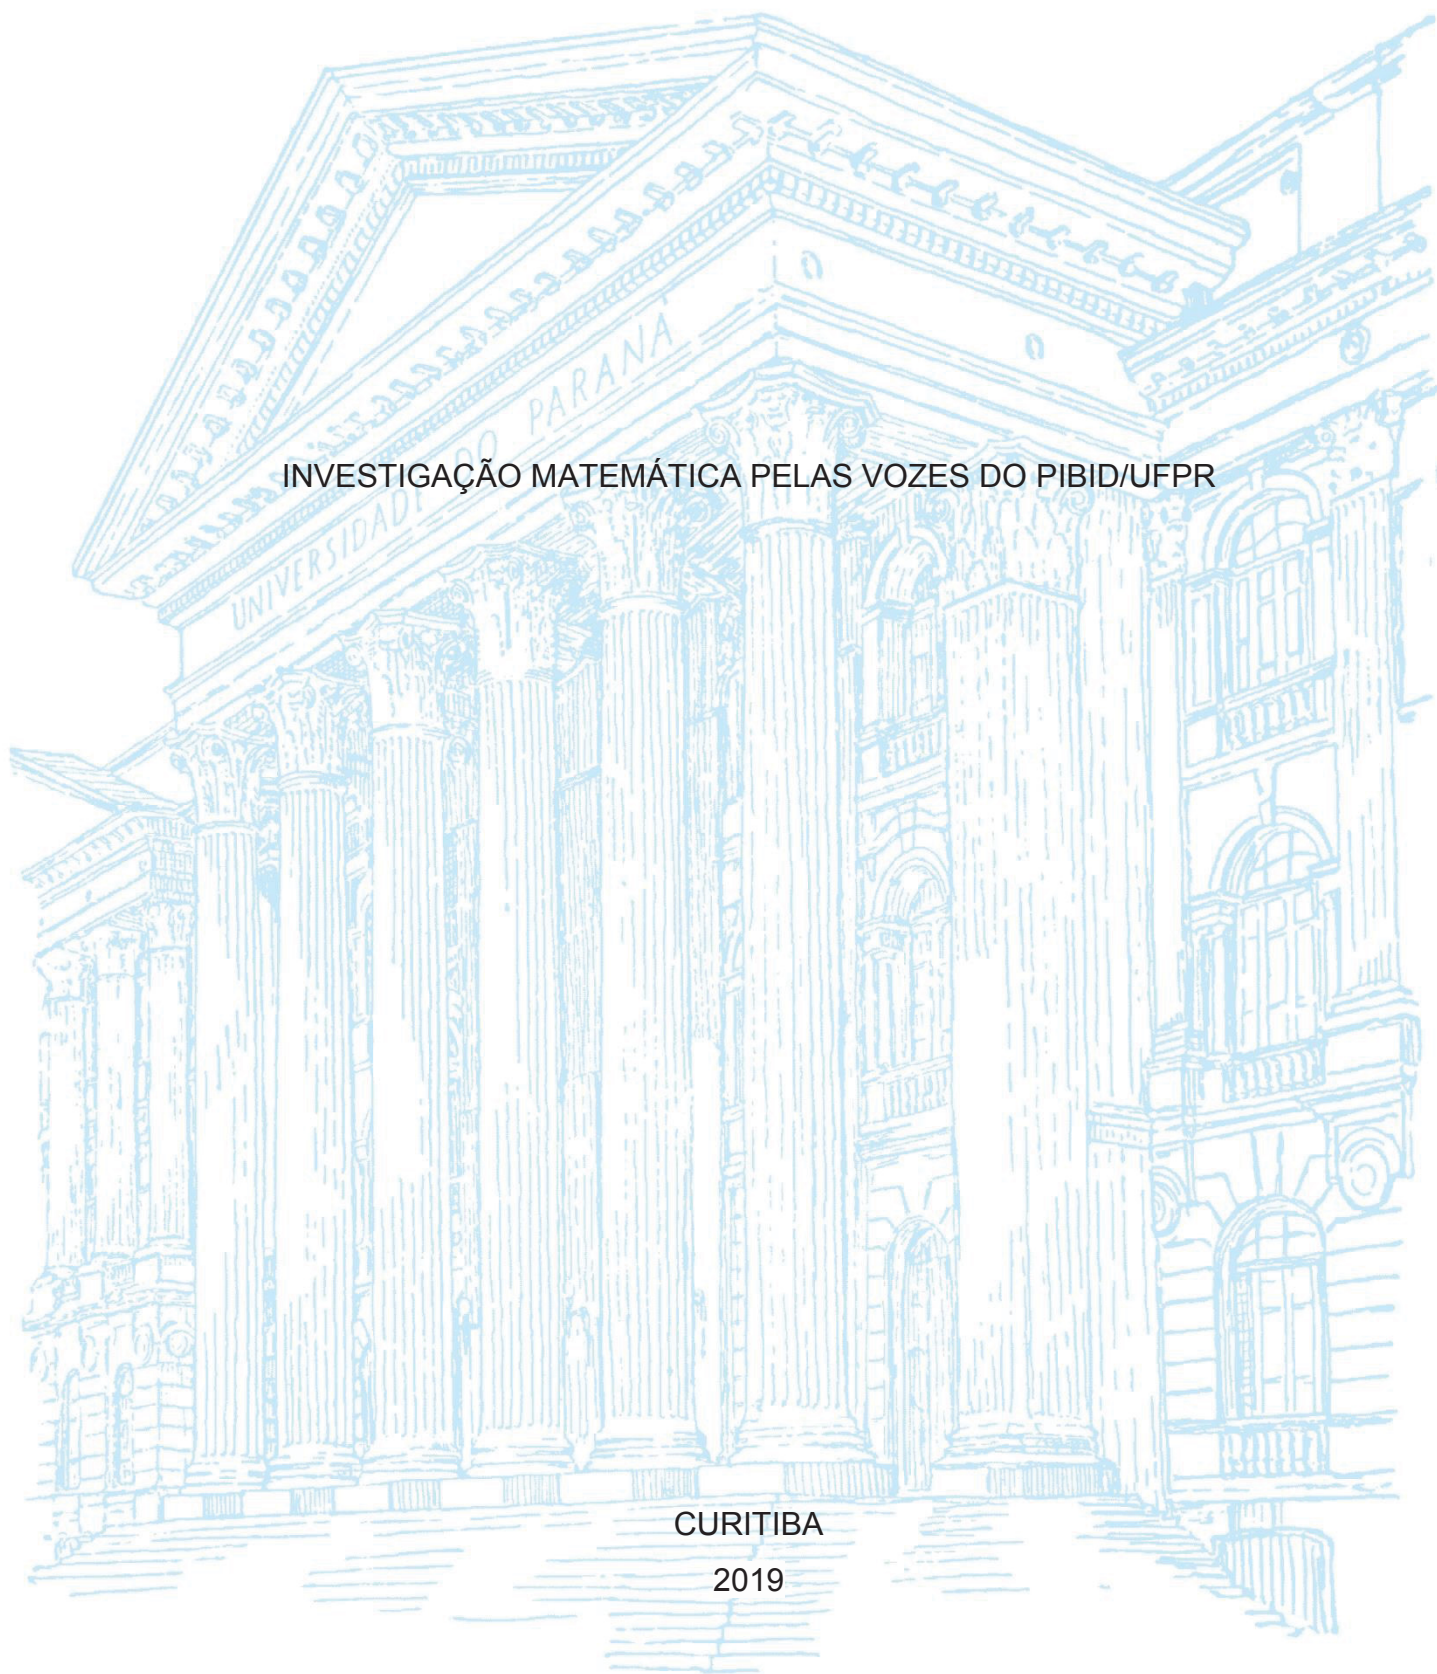 UNIVERSIDADE DO PARANÁ
INVESTIGAÇÃO MATEMÁTICA PELAS VOZES DO PIBID/UFPR
CURITIBA
2019